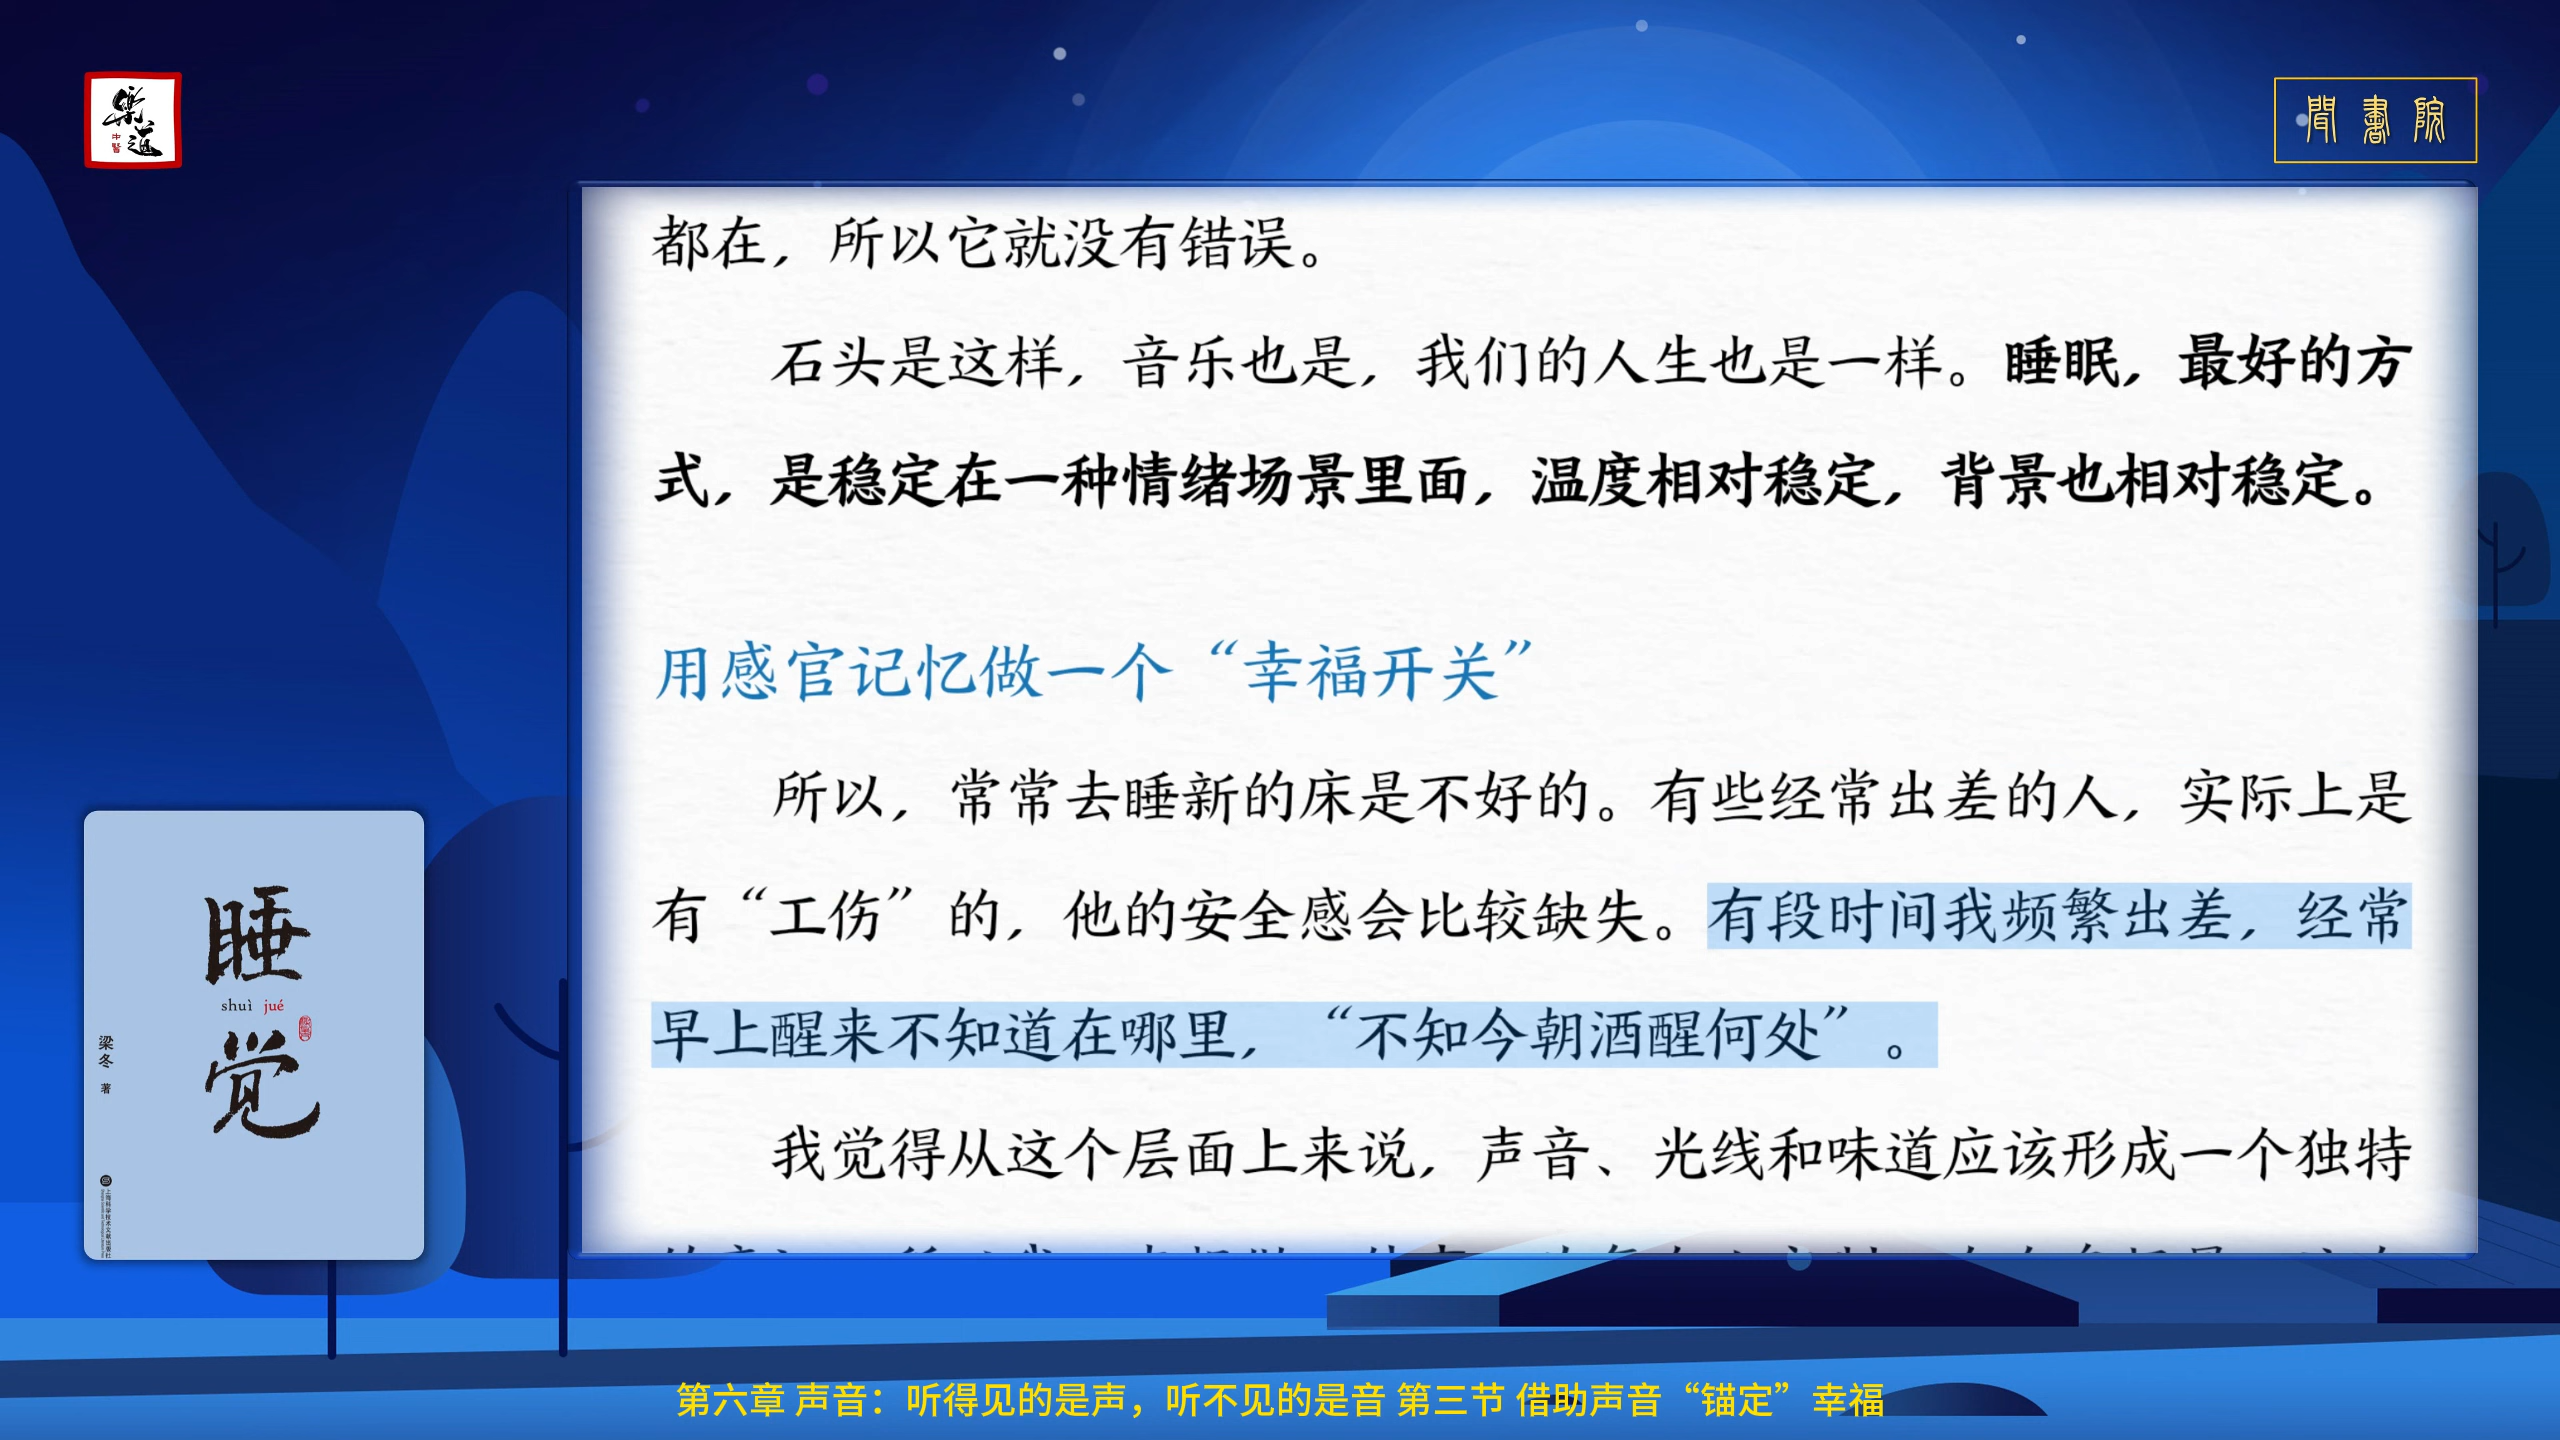 樂道
中醫
聞書院
都在，所以它就没有错误。
石头是这样，音乐也是，我们的人生也是一样。睡眠，最好的方
式，是稳定在一种情绪场景里面，温度相对稳定，背景也相对稳定。
用感官记忆做一个“幸福开关”
所以，常常去睡新的床是不好的。有些经常出差的人，实际上是
有“工伤”的，他的安全感会比较缺失。有段时间我频繁出差，经常
早上醒来不知道在哪里，“不知今朝酒醒何处”。
我觉得从这个层面上来说，声音、光线和味道应该形成一个独特
睡
shuì jué
觉
梁冬 著
第六章 声音：听得见的是声，听不见的是音 第三节 借助声音“锚定”幸福